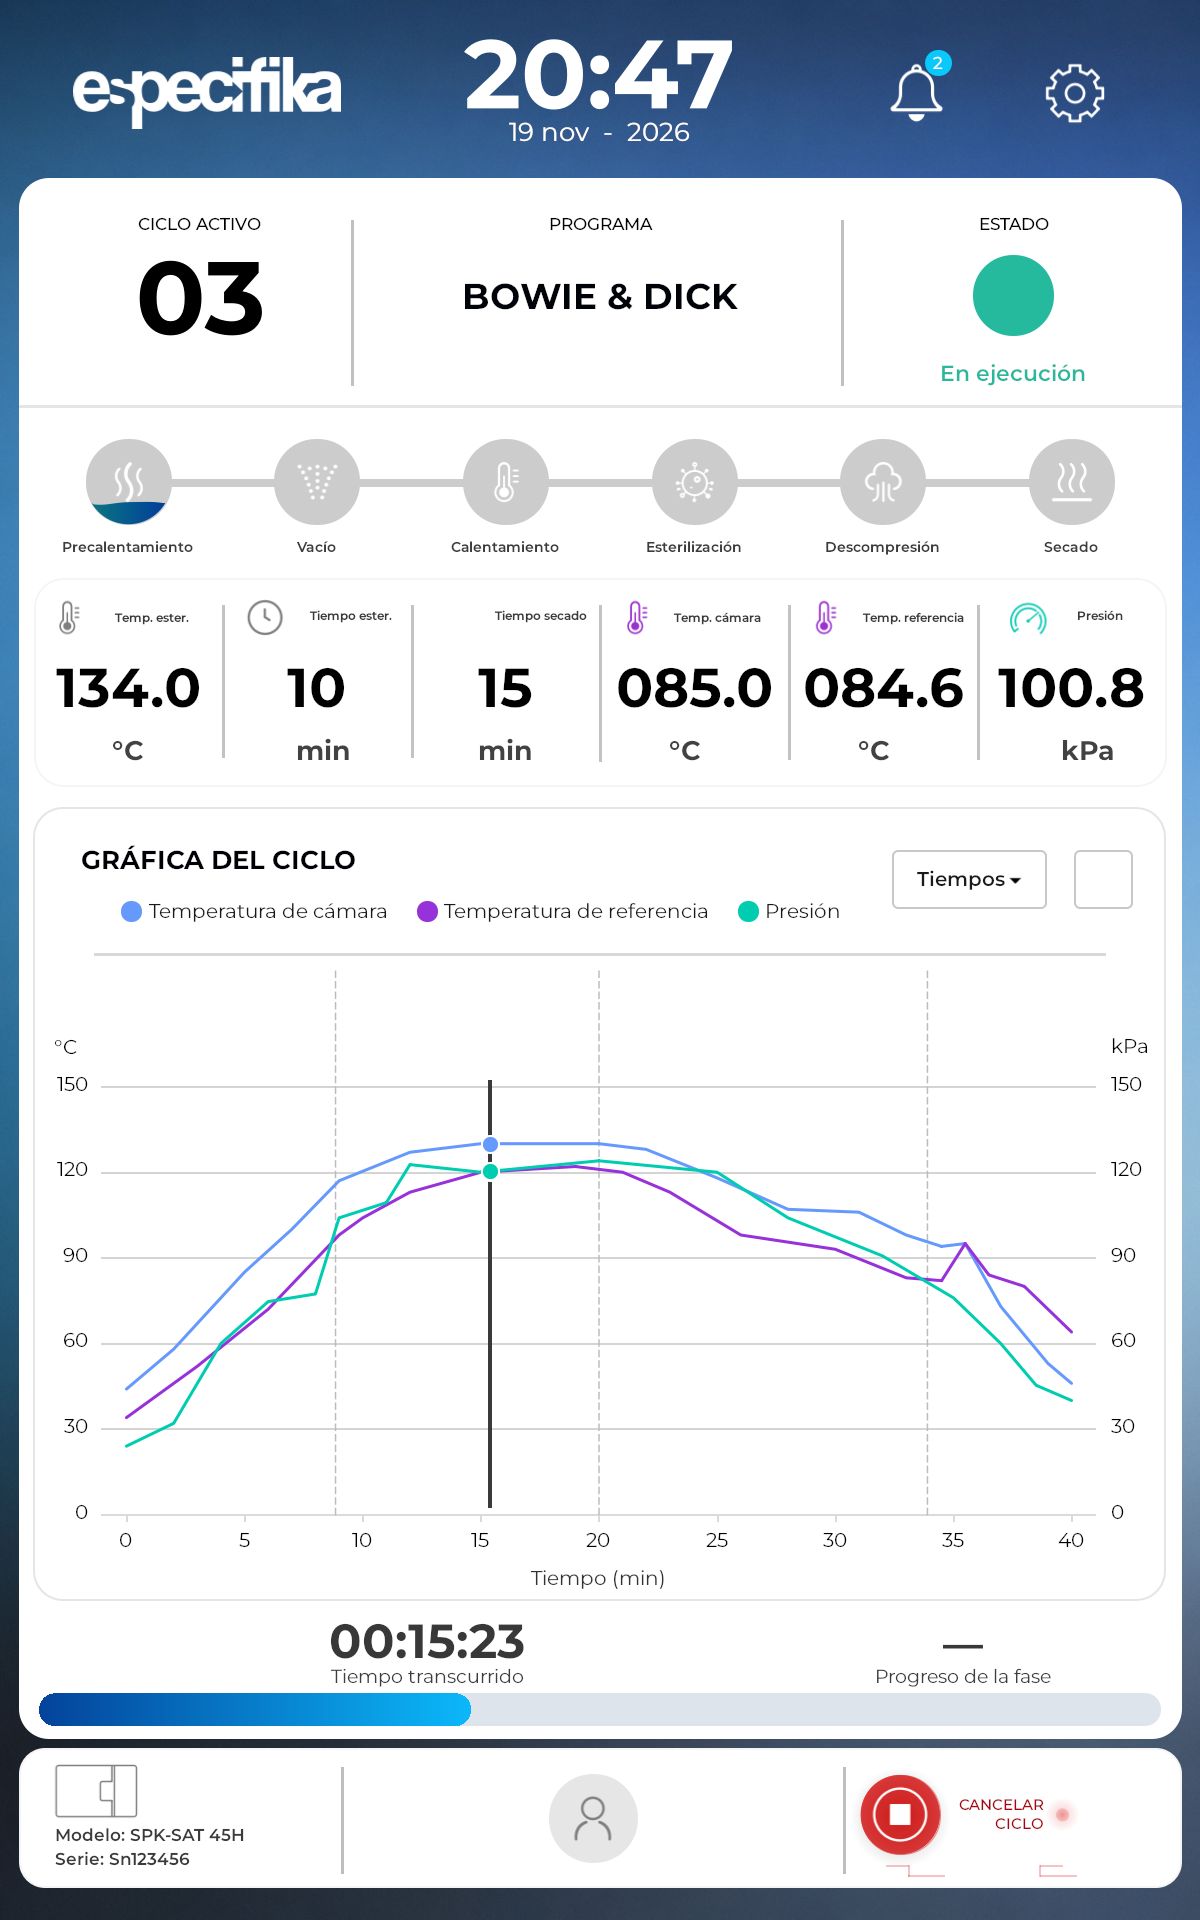 especifika
20:47
19 nov - 2026
2
CICLO ACTIVO
03
PROGRAMA
BOWIE & DICK
ESTADO
En ejecución
Precalentamiento
Vacío
Calentamiento
Esterilización
Descompresión
Secado
Temp. ester.
134.0
°C
Tiempo ester.
10
min
Tiempo secado
15
min
Temp. cámara
085.0
°C
Temp. referencia
084.6
°C
Presión
100.8
kPa
GRÁFICA DEL CICLO
Tiempos
Temperatura de cámara
Temperatura de referencia
Presión
°C
kPa
150
150
120
120
90
90
60
60
30
30
0
0
0 5 10 15 20 25 30 35 40
Tiempo (min)
00:15:23
Tiempo transcurrido
—
Progreso de la fase
Modelo: SPK-SAT 45H
Serie: Sn123456
CANCELAR
CICLO